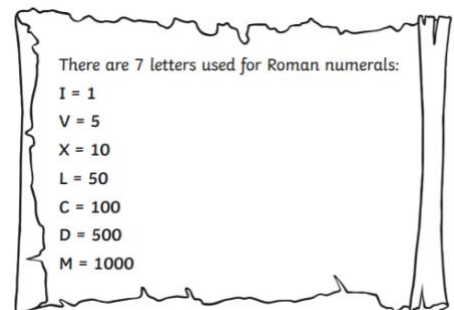 There are 7 letters used for Roman numerals:
I = 1
V = 5
X = 10
L = 50
C = 100
D = 500
M = 1000